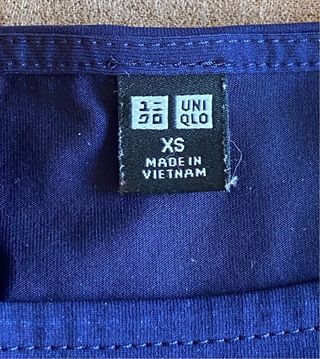 ユニ UNI
クロ QLO
XS
MADE IN
VIETNAM